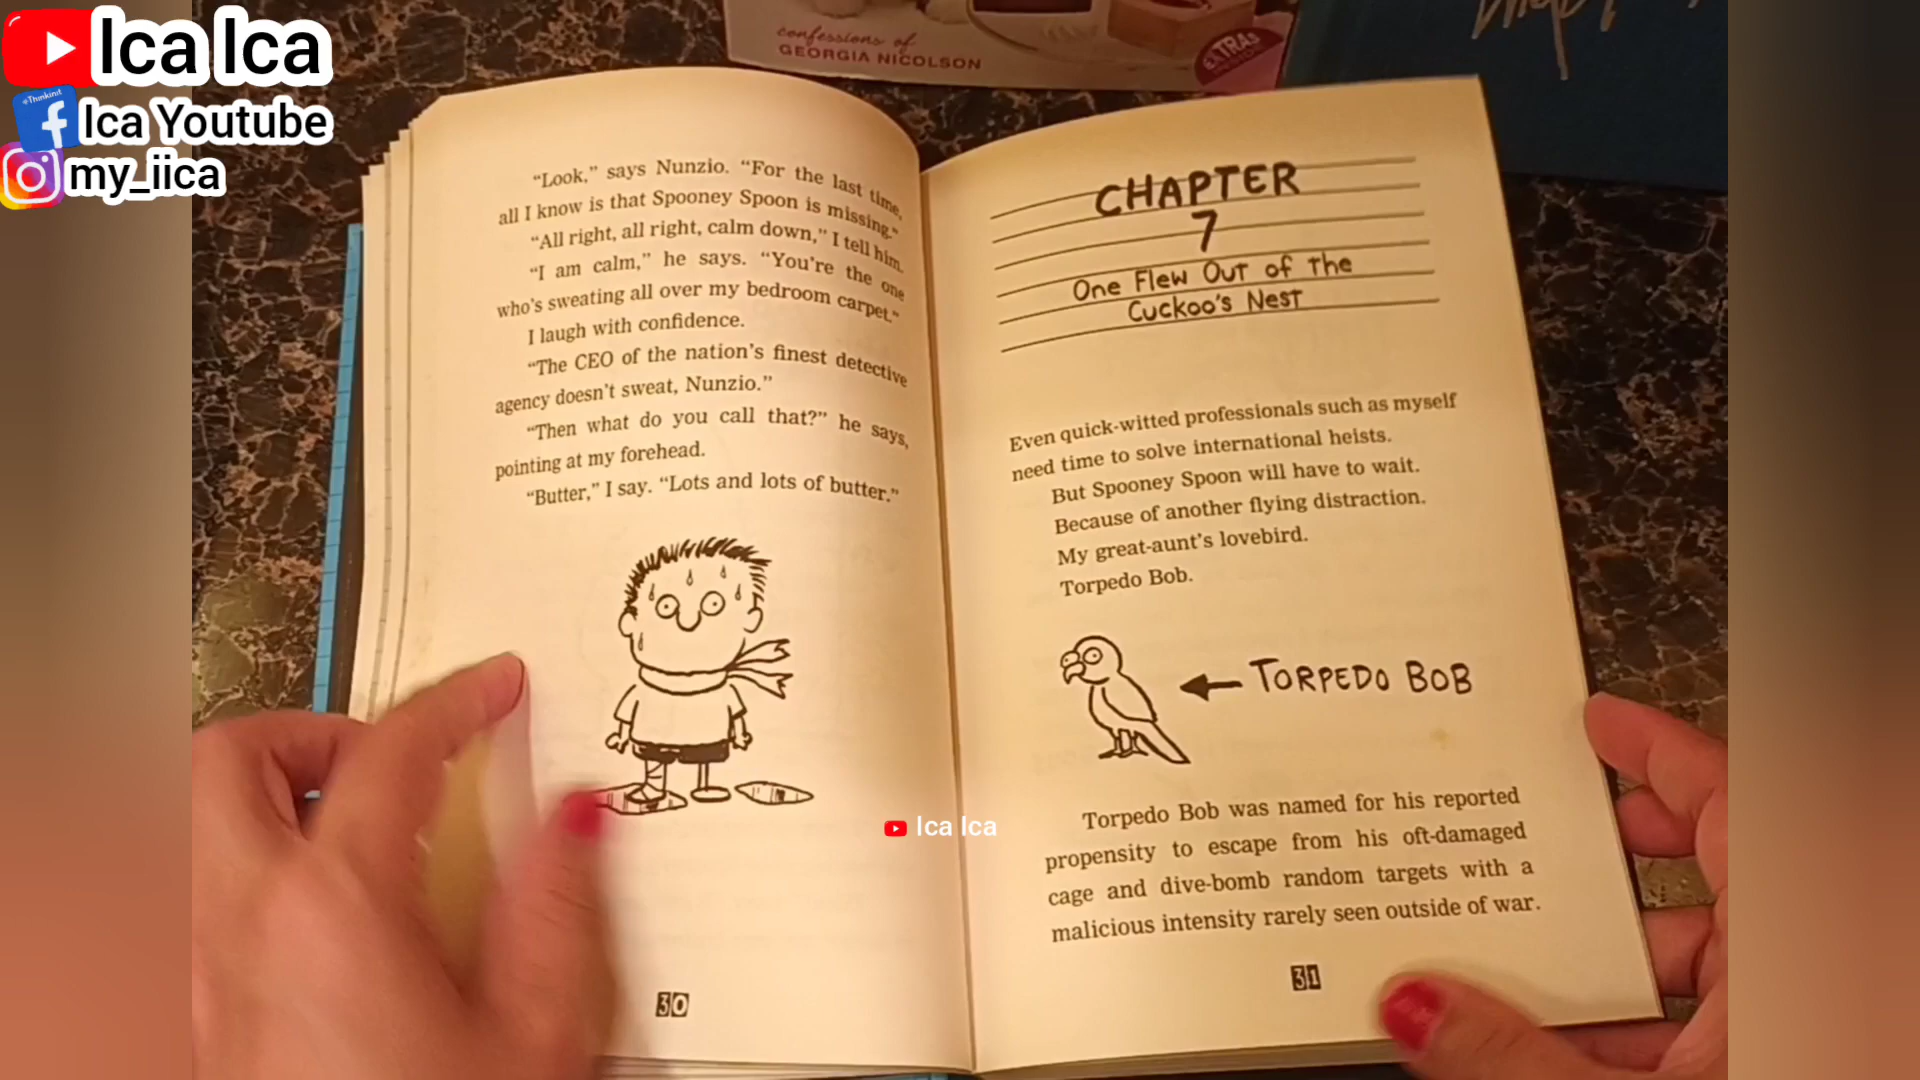 Ica Ica
@Thinkinit
Ica Youtube
my_iica
confessions of
GEORGIA NICOLSON
EXTRAS
“Look,” says Nunzio. “For the last time,
all I know is that Spooney Spoon is missing.”
“All right, all right, calm down,” I tell him.
“I am calm,” he says. “You're the one
who's sweating all over my bedroom carpet.”
I laugh with confidence.
“The CEO of the nation's finest detective
agency doesn't sweat, Nunzio.”
“Then what do you call that?” he says,
pointing at my forehead.
“Butter,” I say. “Lots and lots of butter.”
30
CHAPTER
7
One Flew Out of the
Cuckoo's Nest
Even quick-witted professionals such as myself
need time to solve international heists.
But Spooney Spoon will have to wait.
Because of another flying distraction.
My great-aunt's lovebird.
Torpedo Bob.
TORPEDO BOB
Torpedo Bob was named for his reported
propensity to escape from his oft-damaged
cage and dive-bomb random targets with a
malicious intensity rarely seen outside of war.
31
Ica Ica